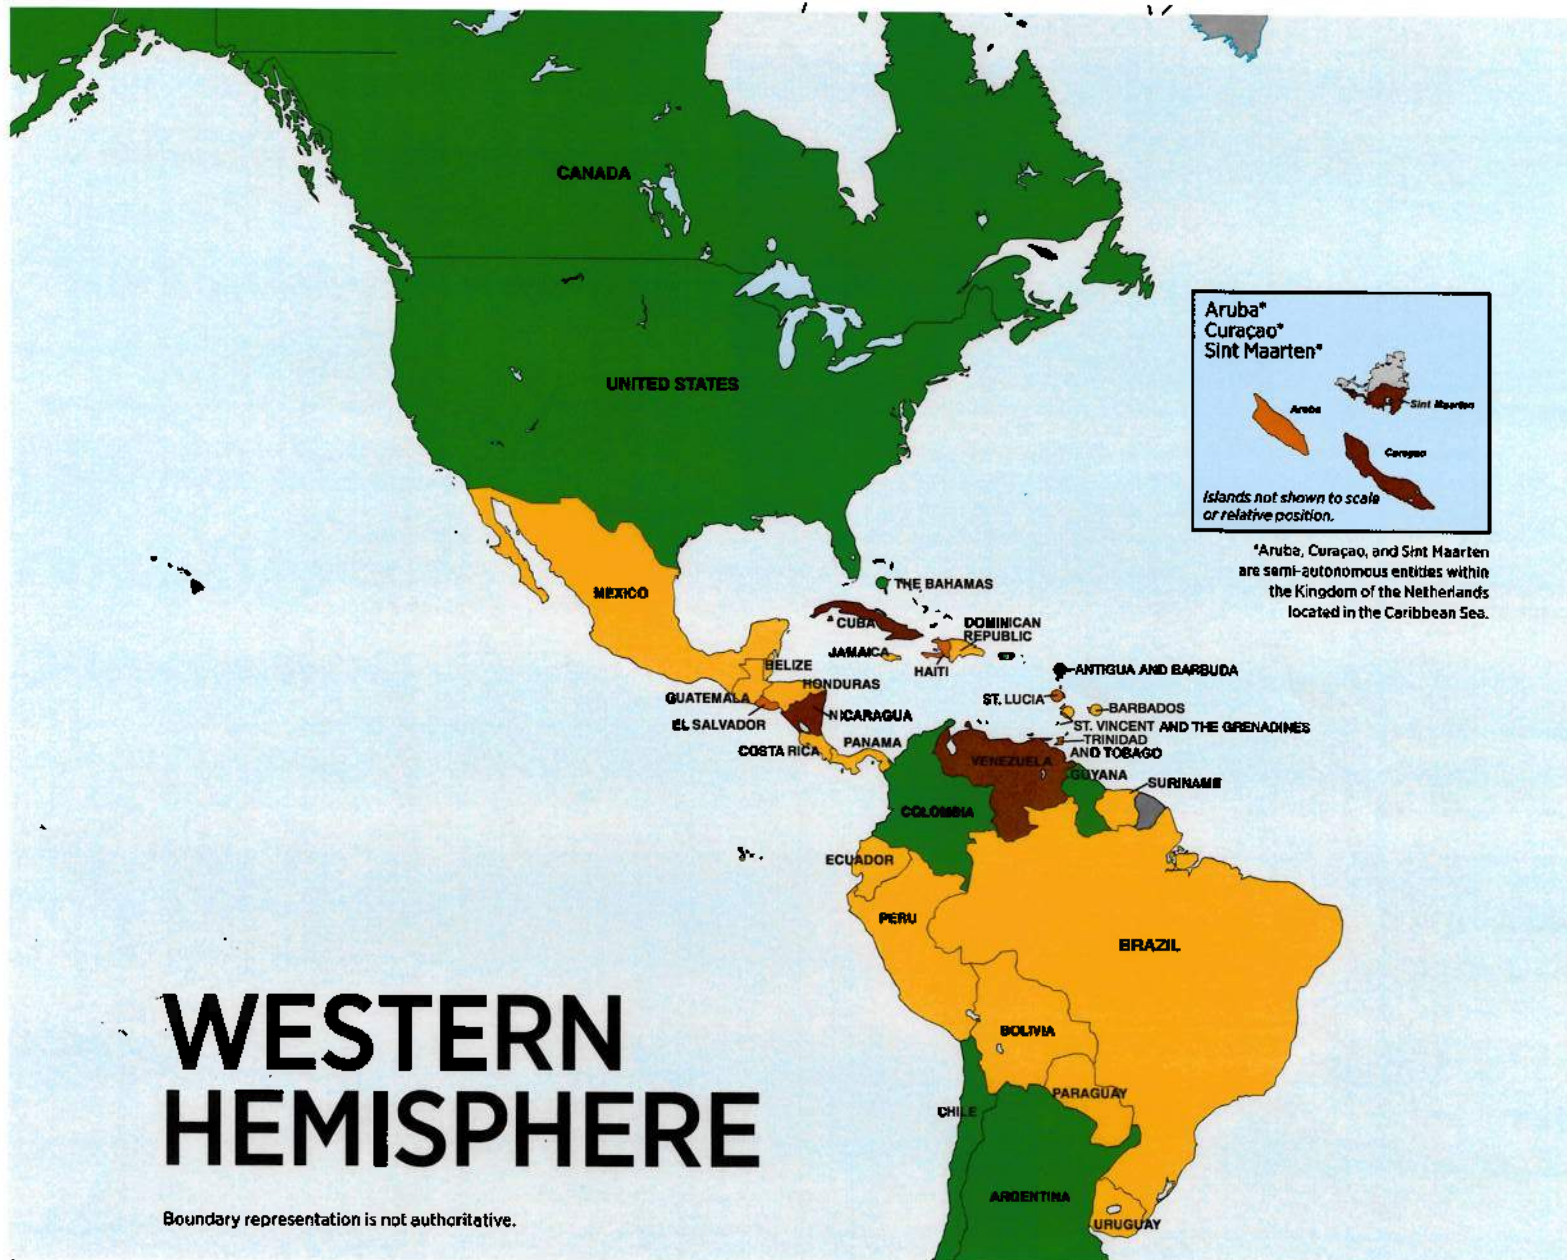 CANADA
UNITED STATES
Aruba*
Curaçao*
Sint Maarten*
Sint Maarten
Aruba
Curaçao
Islands not shown to scale
or relative position.
*Aruba, Curaçao, and Sint Maarten
are semi-autonomous entities within
the Kingdom of the Netherlands
located in the Caribbean Sea.
MEXICO
THE BAHAMAS
CUBA
DOMINICAN
REPUBLIC
JAMAICA
HAITI
BELIZE
HONDURAS
GUATEMALA
EL SALVADOR
NICARAGUA
COSTA RICA
PANAMA
ANTIGUA AND BARBUDA
ST. LUCIA
BARBADOS
ST. VINCENT AND THE GRENADINES
TRINIDAD
AND TOBAGO
VENEZUELA
GUYANA
SURINAME
COLOMBIA
ECUADOR
PERU
BRAZIL
BOLIVIA
PARAGUAY
CHILE
ARGENTINA
URUGUAY
WESTERN
HEMISPHERE
Boundary representation is not authoritative.